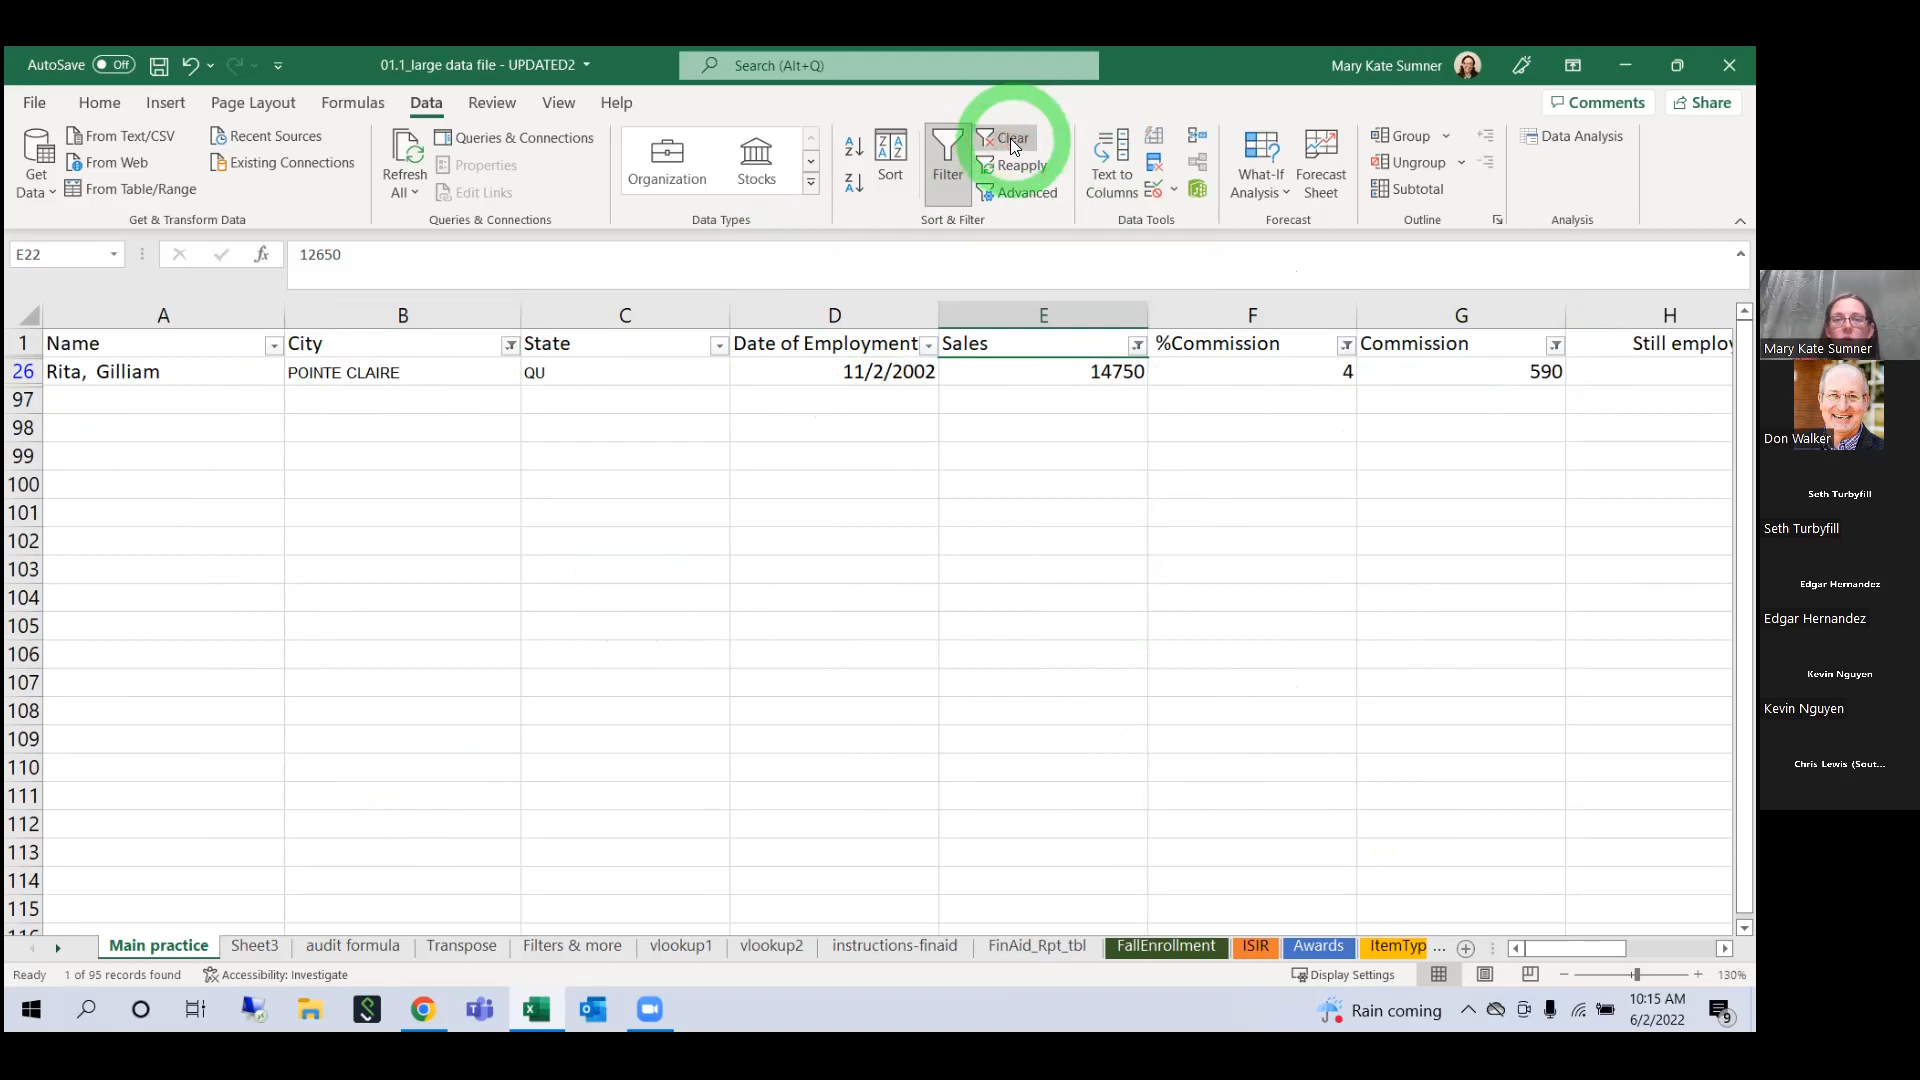 AutoSave Off 01.1_large data file - UPDATED2 Search (Alt+Q) Mary Kate Sumner
File Home Insert Page Layout Formulas Data Review View Help Comments Share
Get Data From Text/CSV From Web From Table/Range Recent Sources Existing Connections
Get & Transform Data
Refresh All Queries & Connections Properties Edit Links
Queries & Connections
Organization Stocks
Data Types
Sort Filter Clear Reapply Advanced
Sort & Filter
Text to Columns
Data Tools
What-If Analysis Forecast Sheet
Forecast
Group Ungroup Subtotal
Outline
Data Analysis
Analysis
E22 fx 12650
A B C D E F G H
1 Name City State Date of Employment Sales %Commission Commission Still employ
26 Rita, Gilliam POINTE CLAIRE QU 11/2/2002 14750 4 590
97
98
99
100
101
102
103
104
105
106
107
108
109
110
111
112
113
114
115
116
Main practice Sheet3 audit formula Transpose Filters & more vlookup1 vlookup2 instructions-finaid FinAid_Rpt_tbl FallEnrollment ISIR Awards ItemTyp ...
Ready 1 of 95 records found Accessibility: Investigate Display Settings 130%
Rain coming 10:15 AM
6/2/2022 9
Mary Kate Sumner
Don Walker
Seth Turbyfill
Seth Turbyfill
Edgar Hernandez
Edgar Hernandez
Kevin Nguyen
Kevin Nguyen
Chris Lewis (Sout...